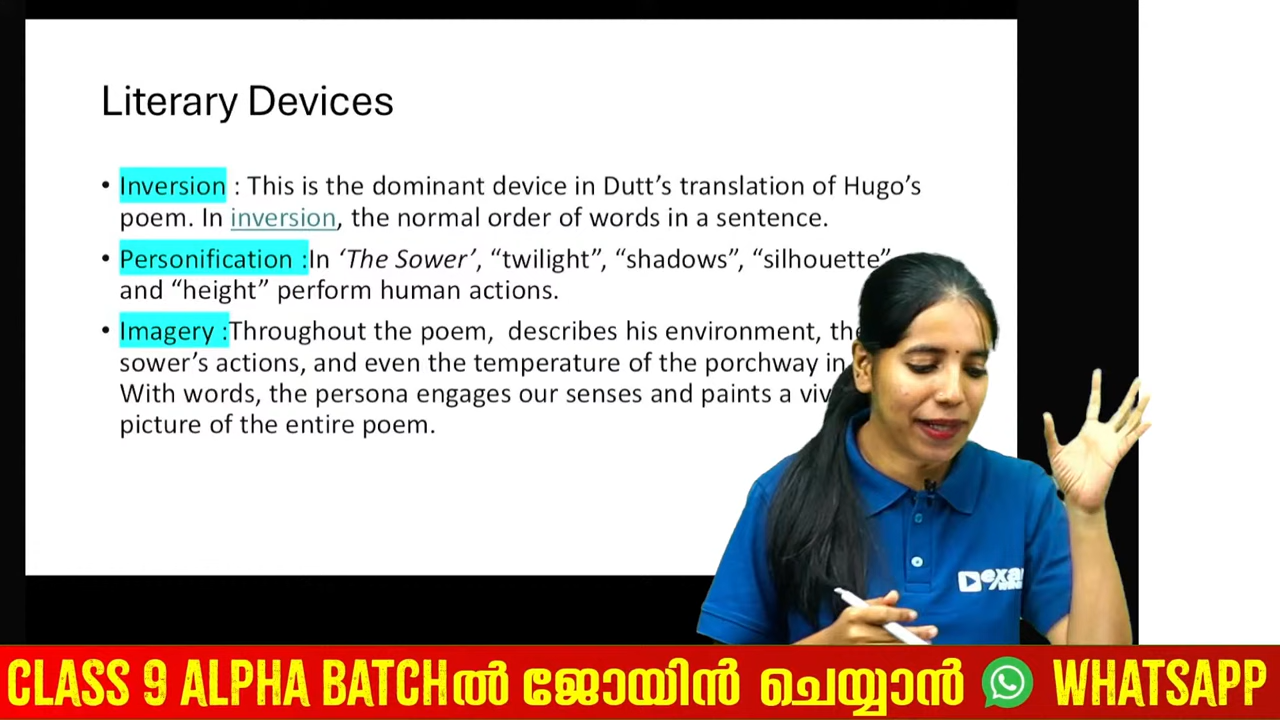 Literary Devices
• Inversion : This is the dominant device in Dutt’s translation of Hugo’s
poem. In inversion, the normal order of words in a sentence.
• Personification :In ‘The Sower’, “twilight”, “shadows”, “silhouette”
and “height” perform human actions.
• Imagery :Throughout the poem,  describes his environment, the
sower’s actions, and even the temperature of the porchway in
With words, the persona engages our senses and paints a
picture of the entire poem.
CLASS 9 ALPHA BATCHൽ ജോയിൻ ചെയ്യാൻ WHATSAPP